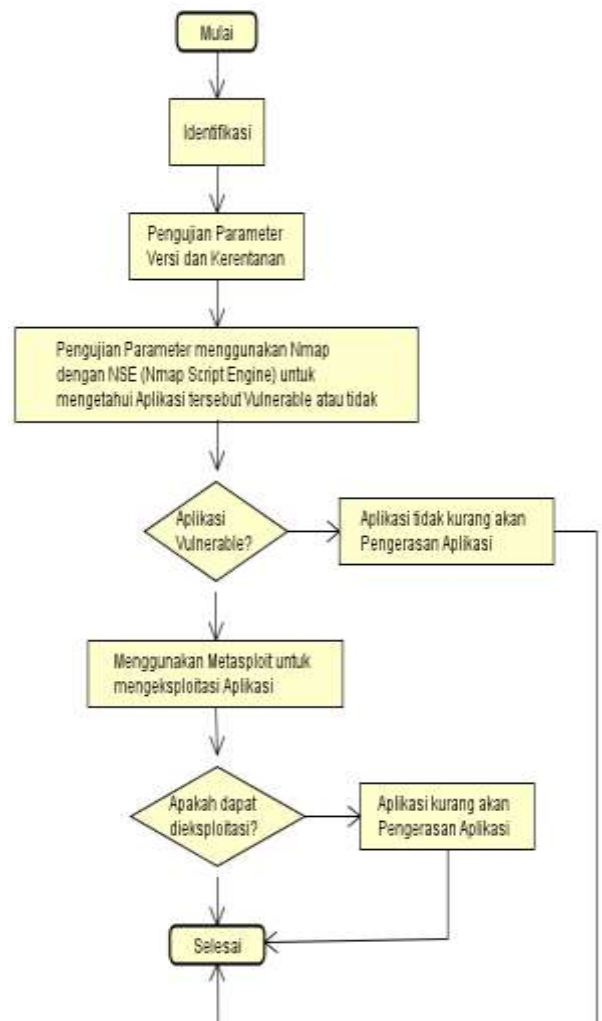 Mulai
Identifikasi
Pengujian Parameter
Versi dan Kerentanan
Pengujian Parameter menggunakan Nmap
dengan NSE (Nmap Script Engine) untuk
mengetahui Aplikasi tersebut Vulnerable atau tidak
Aplikasi
Vulnerable?
Aplikasi tidak kurang akan
Pengerasan Aplikasi
Menggunakan Metasploit untuk
mengeksploitasi Aplikasi
Apakah dapat
dieksploitasi?
Aplikasi kurang akan
Pengerasan Aplikasi
Selesai